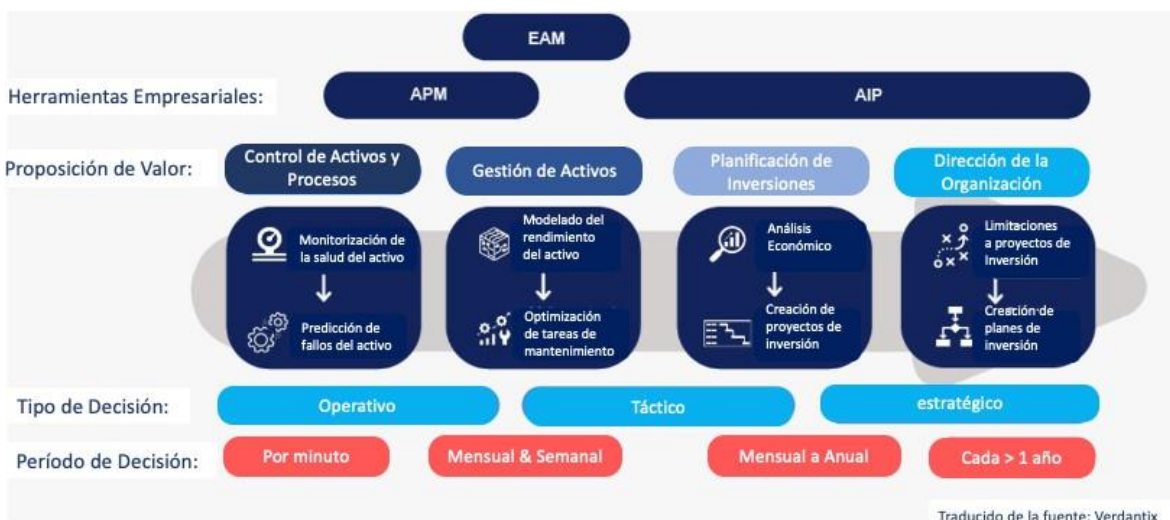 EAM
Herramientas Empresariales:
APM
AIP
Proposición de Valor:
Control de Activos y
Procesos
Gestión de Activos
Planificación de
Inversiones
Dirección de la
Organización
Monitorización de
la salud del activo
Predicción de
fallos del activo
Modelado del
rendimiento
del activo
Optimización
de tareas de
mantenimiento
Análisis
Económico
Creación de
proyectos de
inversión
Limitaciones
a proyectos de
Inversión
Creación de
planes de
inversión
Tipo de Decisión:
Operativo
Táctico
estratégico
Período de Decisión:
Por minuto
Mensual & Semanal
Mensual a Anual
Cada > 1 año
Traducido de la fuente: Verdantix